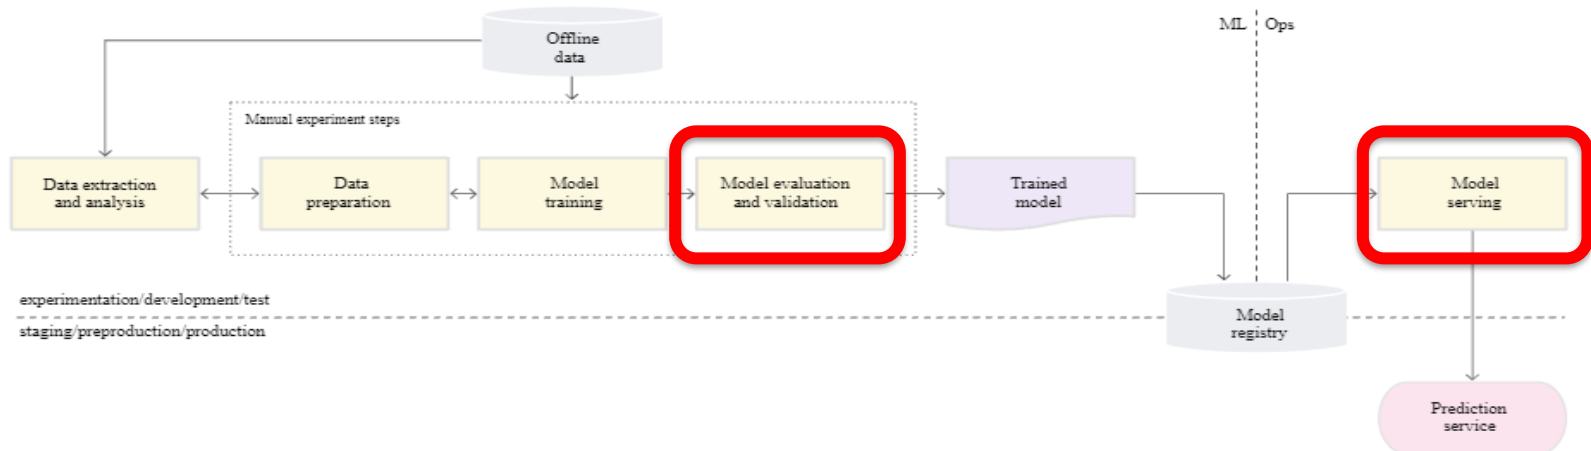 Offline
data
ML
Ops
Manual experiment steps
Data extraction
and analysis
Data
preparation
Model
training
Model evaluation
and validation
Trained
model
Model
serving
experimentation/development/test
staging/preproduction/production
Model
registry
Prediction
service